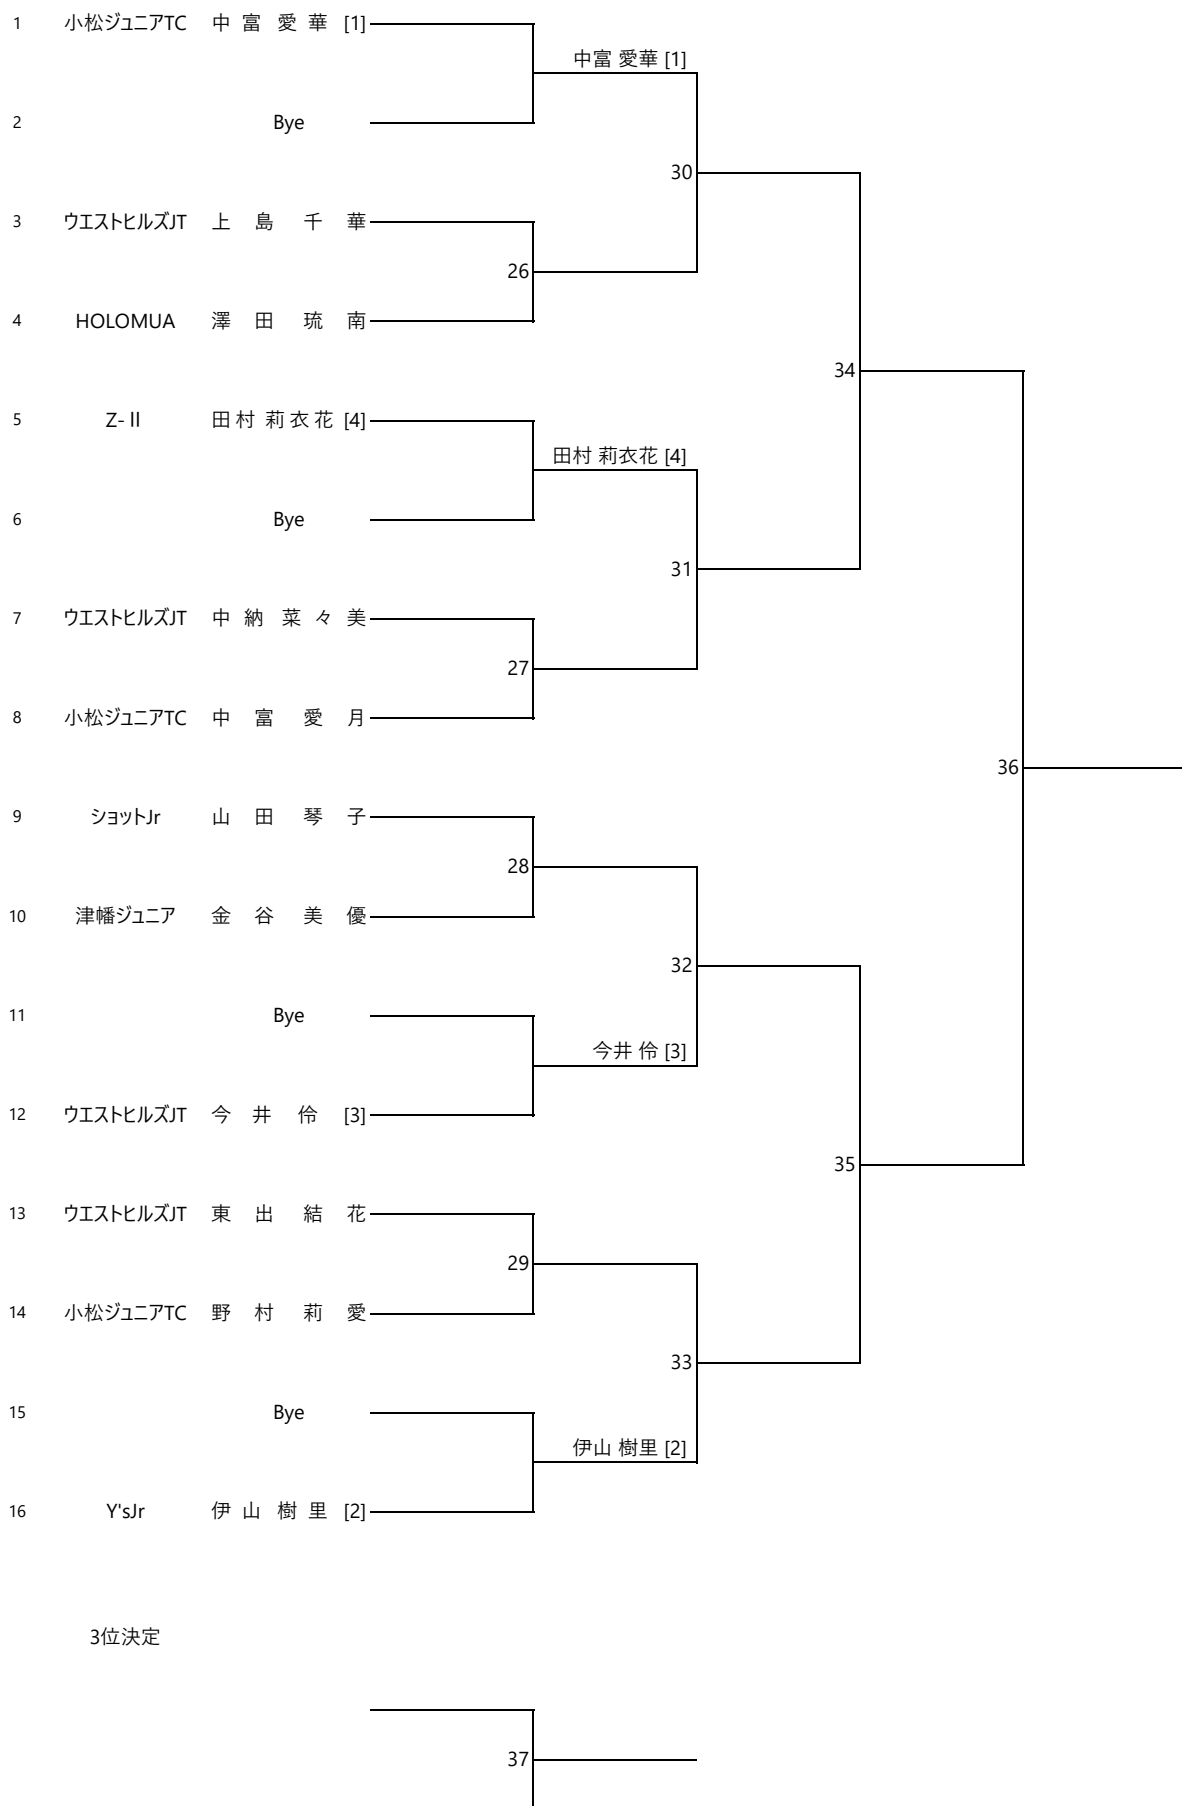 1 小松ジュニアTC 中富 愛華 [1]
中富 愛華 [1]
2 Bye
30
3 ウエストヒルズJT 上島 千華
26
4 HOLOMUA 澤田 琉南
34
5 Z-Ⅱ 田村 莉衣花 [4]
田村 莉衣花 [4]
6 Bye
31
7 ウエストヒルズJT 中納 菜々美
27
8 小松ジュニアTC 中富 愛月
36
9 ショットJr 山田 琴子
28
10 津幡ジュニア 金谷 美優
32
11 Bye
今井 伶 [3]
12 ウエストヒルズJT 今井 伶 [3]
35
13 ウエストヒルズJT 東出 結花
29
14 小松ジュニアTC 野村 莉愛
33
15 Bye
伊山 樹里 [2]
16 Y'sJr 伊山 樹里 [2]
3位決定
37